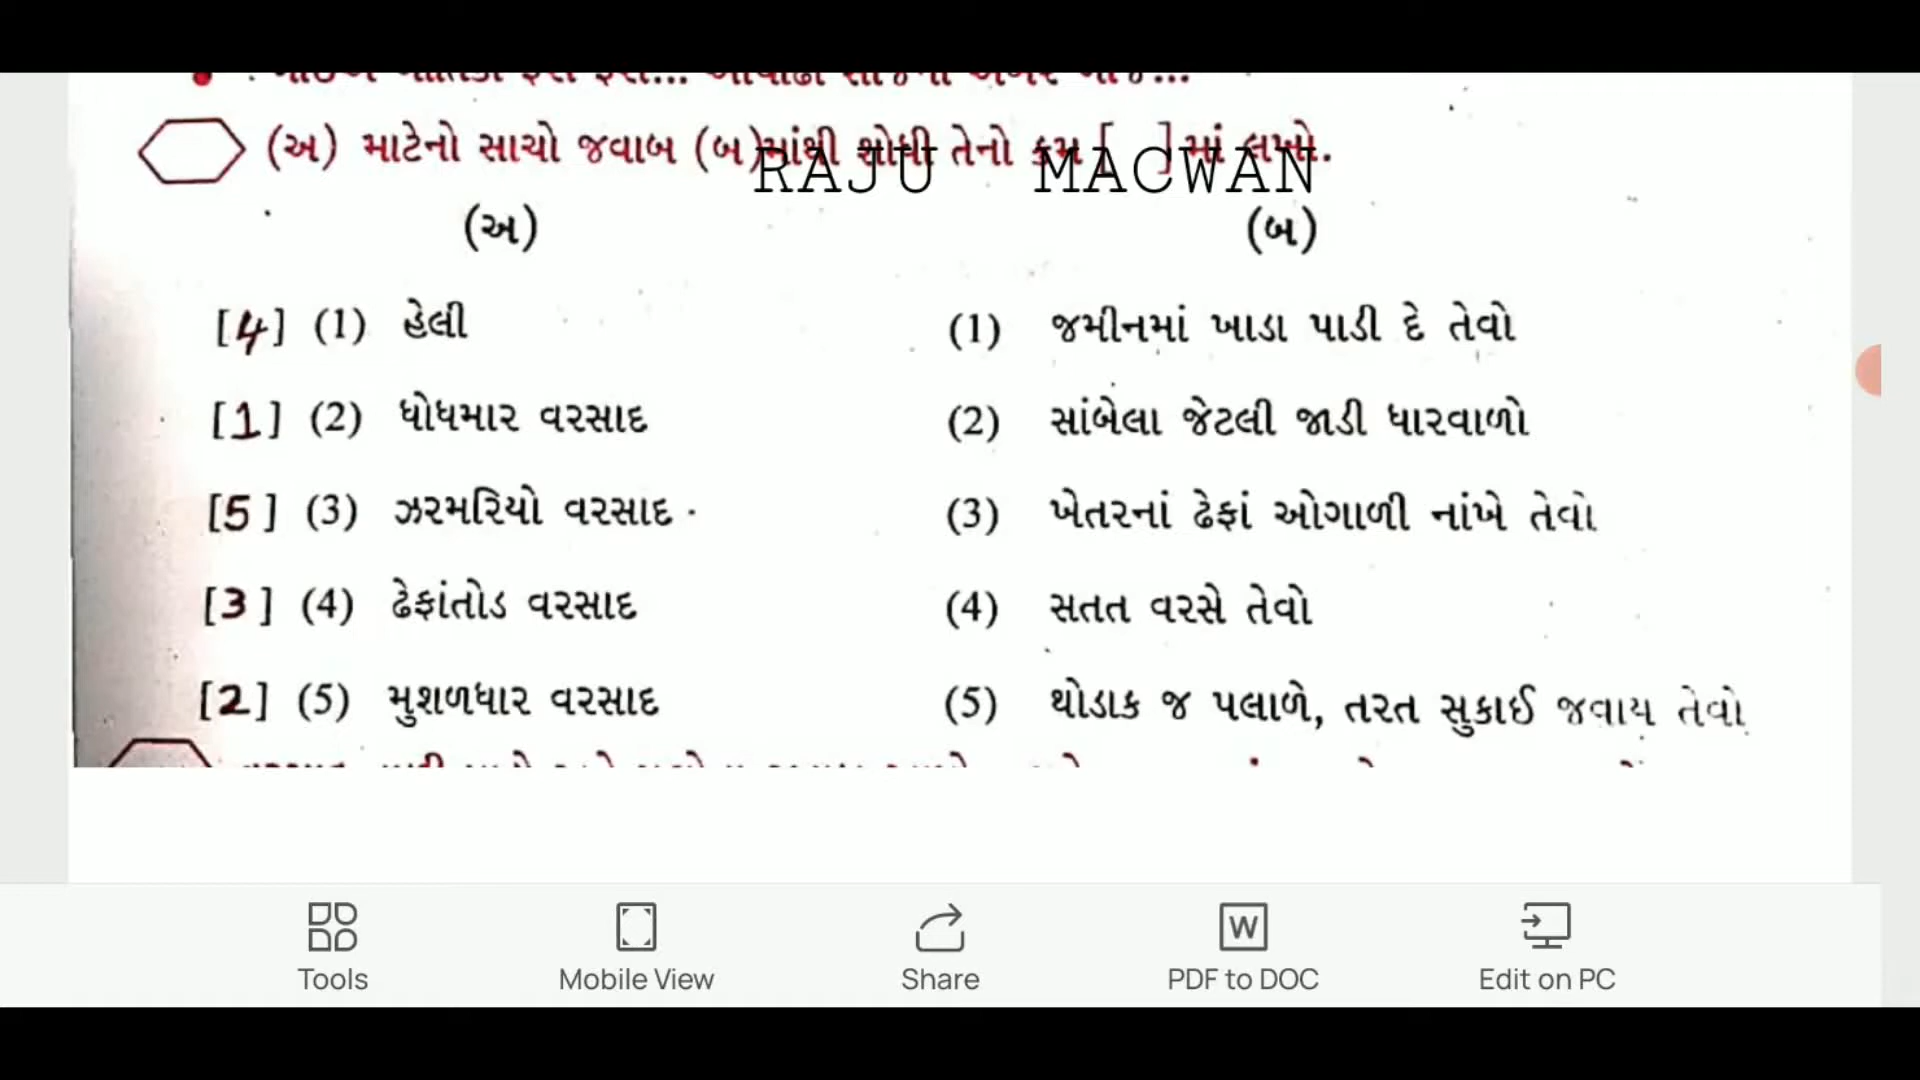 (અ) માટેનો સાચો જવાબ (બ)માંથી શોધી તેનો ક્રમ [ ]માં લખો.
RAJU MACWAN
(અ) (બ)
[4] (1) હેલી (1) જમીનમાં ખાડા પાડી દે તેવો
[1] (2) ધોધમાર વરસાદ (2) સાંબેલા જેટલી જાડી ધારવાળો
[5] (3) ઝરમરિયો વરસાદ (3) ખેતરનાં ઢેફાં ઓગાળી નાંખે તેવો
[3] (4) ઢેફાંતોડ વરસાદ (4) સતત વરસે તેવો
[2] (5) મુશળધાર વરસાદ (5) થોડાક જ પલાળે, તરત સુકાઈ જવાય તેવો
Tools Mobile View Share PDF to DOC Edit on PC